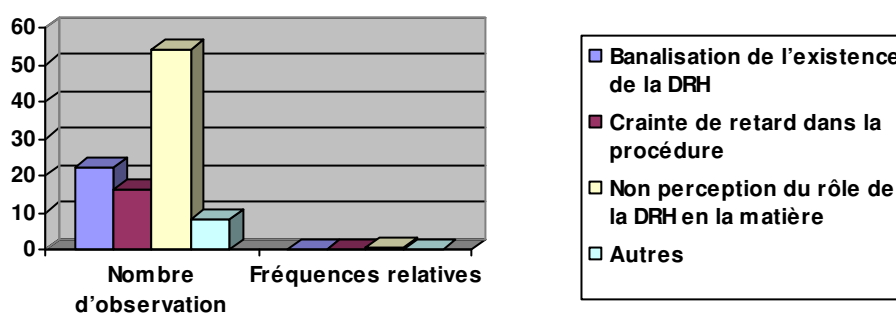 60
50
40
30
20
10
0
Nombre d'observation
Fréquences relatives
Banalisation de l'existence
de la DRH
Crainte de retard dans la
procédure
Non perception du rôle de
la DRH en la matière
Autres